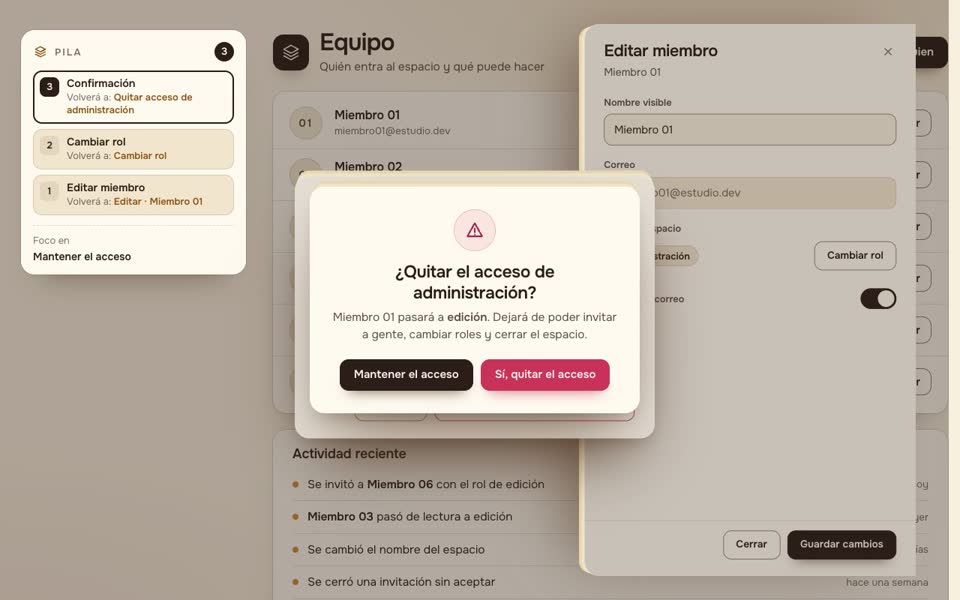 PILA
3
3
Confirmación
Volverá a: Quitar acceso de
administración
2
Cambiar rol
Volverá a: Cambiar rol
1
Editar miembro
Volverá a: Editar · Miembro 01
Foco en
Mantener el acceso
Equipo
Quién entra al espacio y qué puede hacer
01
Miembro 01
miembro01@estudio.dev
Miembro 02
Editar miembro
Miembro 01
Nombre visible
Miembro 01
Correo
01@estudio.dev
Cambiar rol
correo
¿Quitar el acceso de
administración?
Miembro 01 pasará a edición. Dejará de poder invitar
a gente, cambiar roles y cerrar el espacio.
Mantener el acceso
Sí, quitar el acceso
Cerrar
Guardar cambios
Actividad reciente
Se invitó a Miembro 06 con el rol de edición
oy
Miembro 03 pasó de lectura a edición
yer
Se cambió el nombre del espacio
ías
Se cerró una invitación sin aceptar
hace una semana